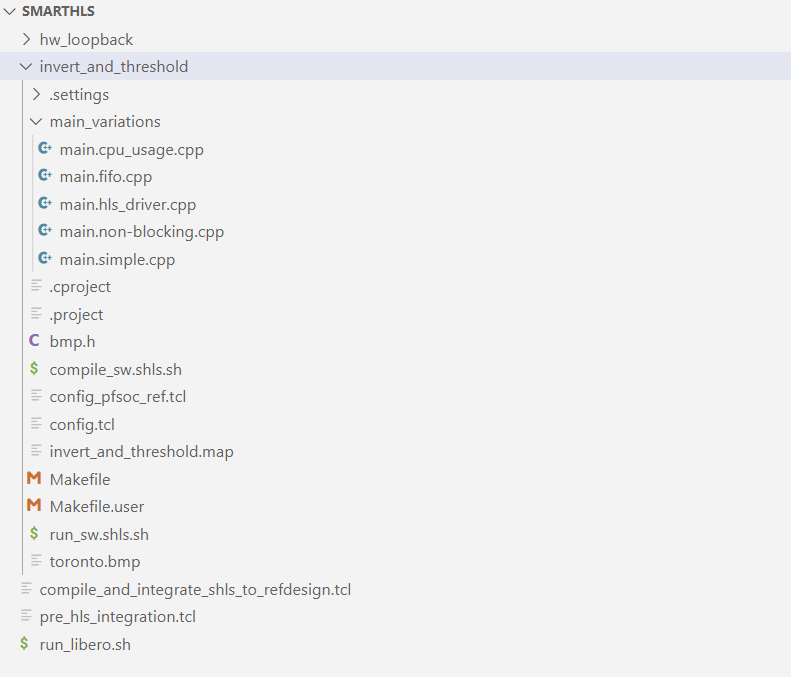 SMARTHLS
hw_loopback
invert_and_threshold
.settings
main_variations
main.cpu_usage.cpp
main.fifo.cpp
main.hls_driver.cpp
main.non-blocking.cpp
main.simple.cpp
.cproject
.project
C bmp.h
$ compile_sw.shls.sh
config_pfsoc_ref.tcl
config.tcl
invert_and_threshold.map
M Makefile
M Makefile.user
$ run_sw.shls.sh
toronto.bmp
compile_and_integrate_shls_to_refdesign.tcl
pre_hls_integration.tcl
$ run_libero.sh